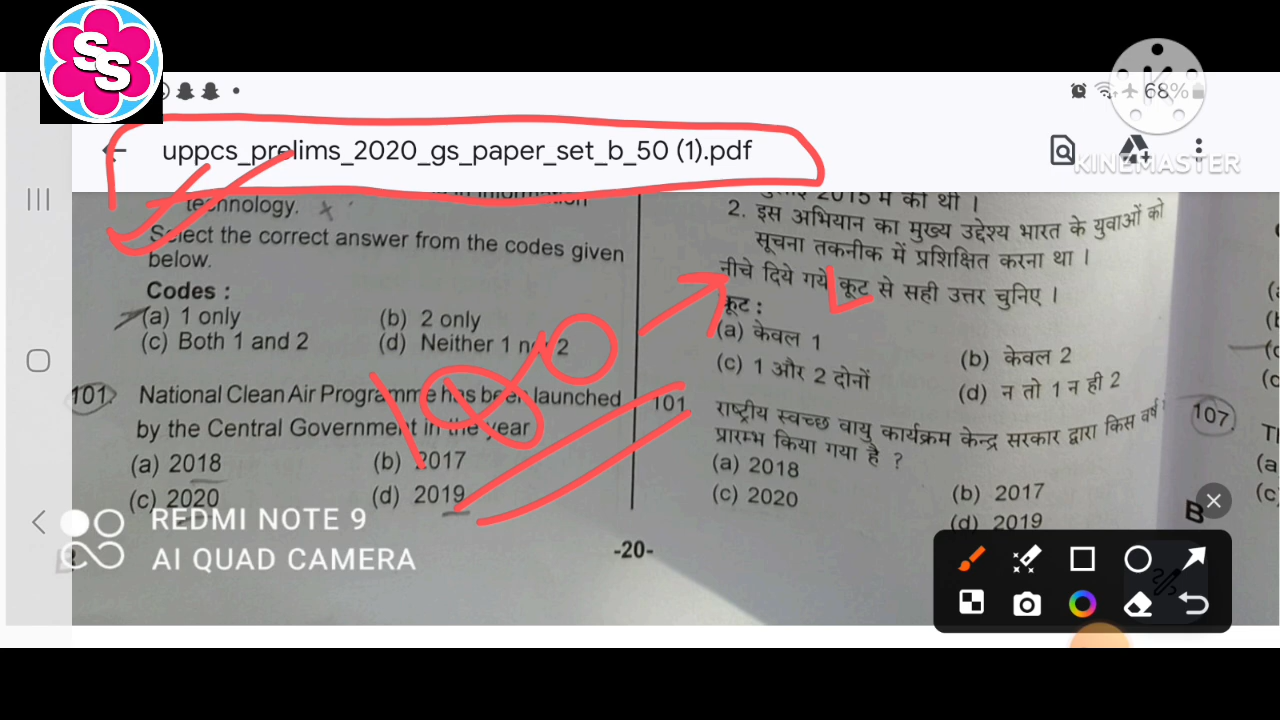 SS
68%
uppcs_prelims_2020_gs_paper_set_b_50 (1).pdf
KINEMASTER
in information
technology.
Select the correct answer from the codes given
below.
Codes :
(a) 1 only
(b) 2 only
(c) Both 1 and 2
(d) Neither 1 nor 2
101. National Clean Air Programme has been launched
by the Central Government in the year
(a) 2018
(b) 2017
(c) 2020
(d) 2019
2015 में की थी ।
2. इस अभियान का मुख्य उद्देश्य भारत के युवाओं को
सूचना तकनीक में प्रशिक्षित करना था ।
नीचे दिये गये कूट से सही उत्तर चुनिए ।
कूट :
(a) केवल 1
(b) केवल 2
(c) 1 और 2 दोनों
(d) न तो 1 न ही 2
101 राष्ट्रीय स्वच्छ वायु कार्यक्रम केन्द्र सरकार द्वारा किस वर्ष
प्रारम्भ किया गया है ?
(a) 2018
(b) 2017
(c) 2020
(d) 2019
107.
B
-20-
REDMI NOTE 9
AI QUAD CAMERA